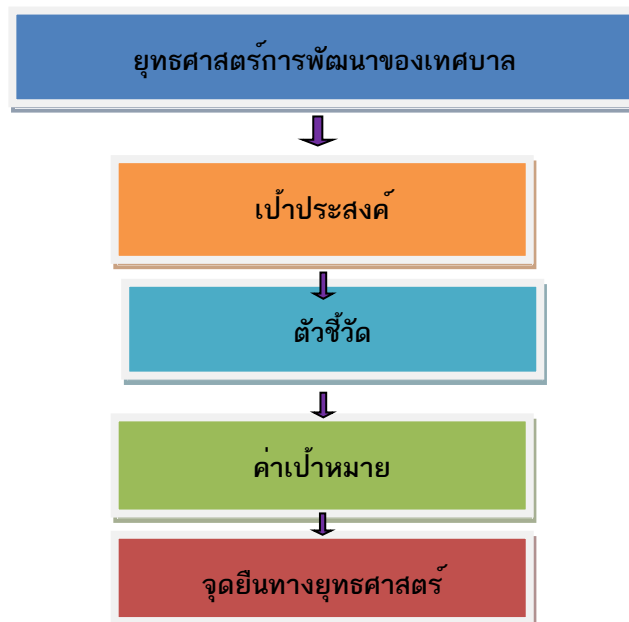 ยุทธศาสตร์การพัฒนาของเทศบาล
เป้าประสงค์
ตัวชี้วัด
ค่าเป้าหมาย
จุดยืนทางยุทธศาสตร์